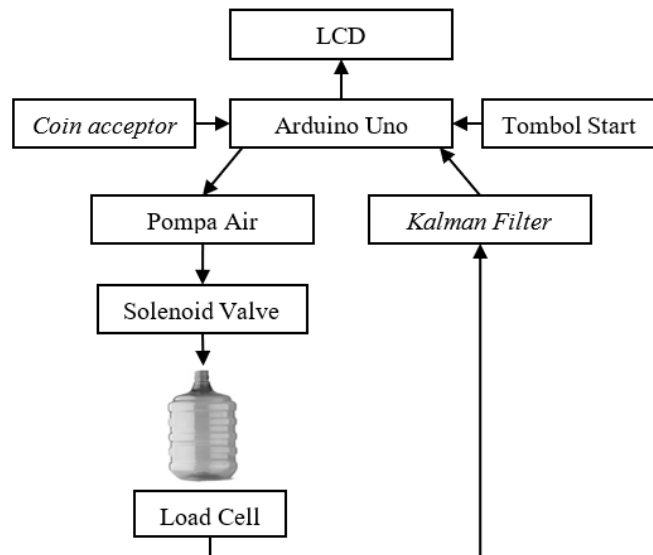 LCD
Coin acceptor
Arduino Uno
Tombol Start
Pompa Air
Kalman Filter
Solenoid Valve
Load Cell